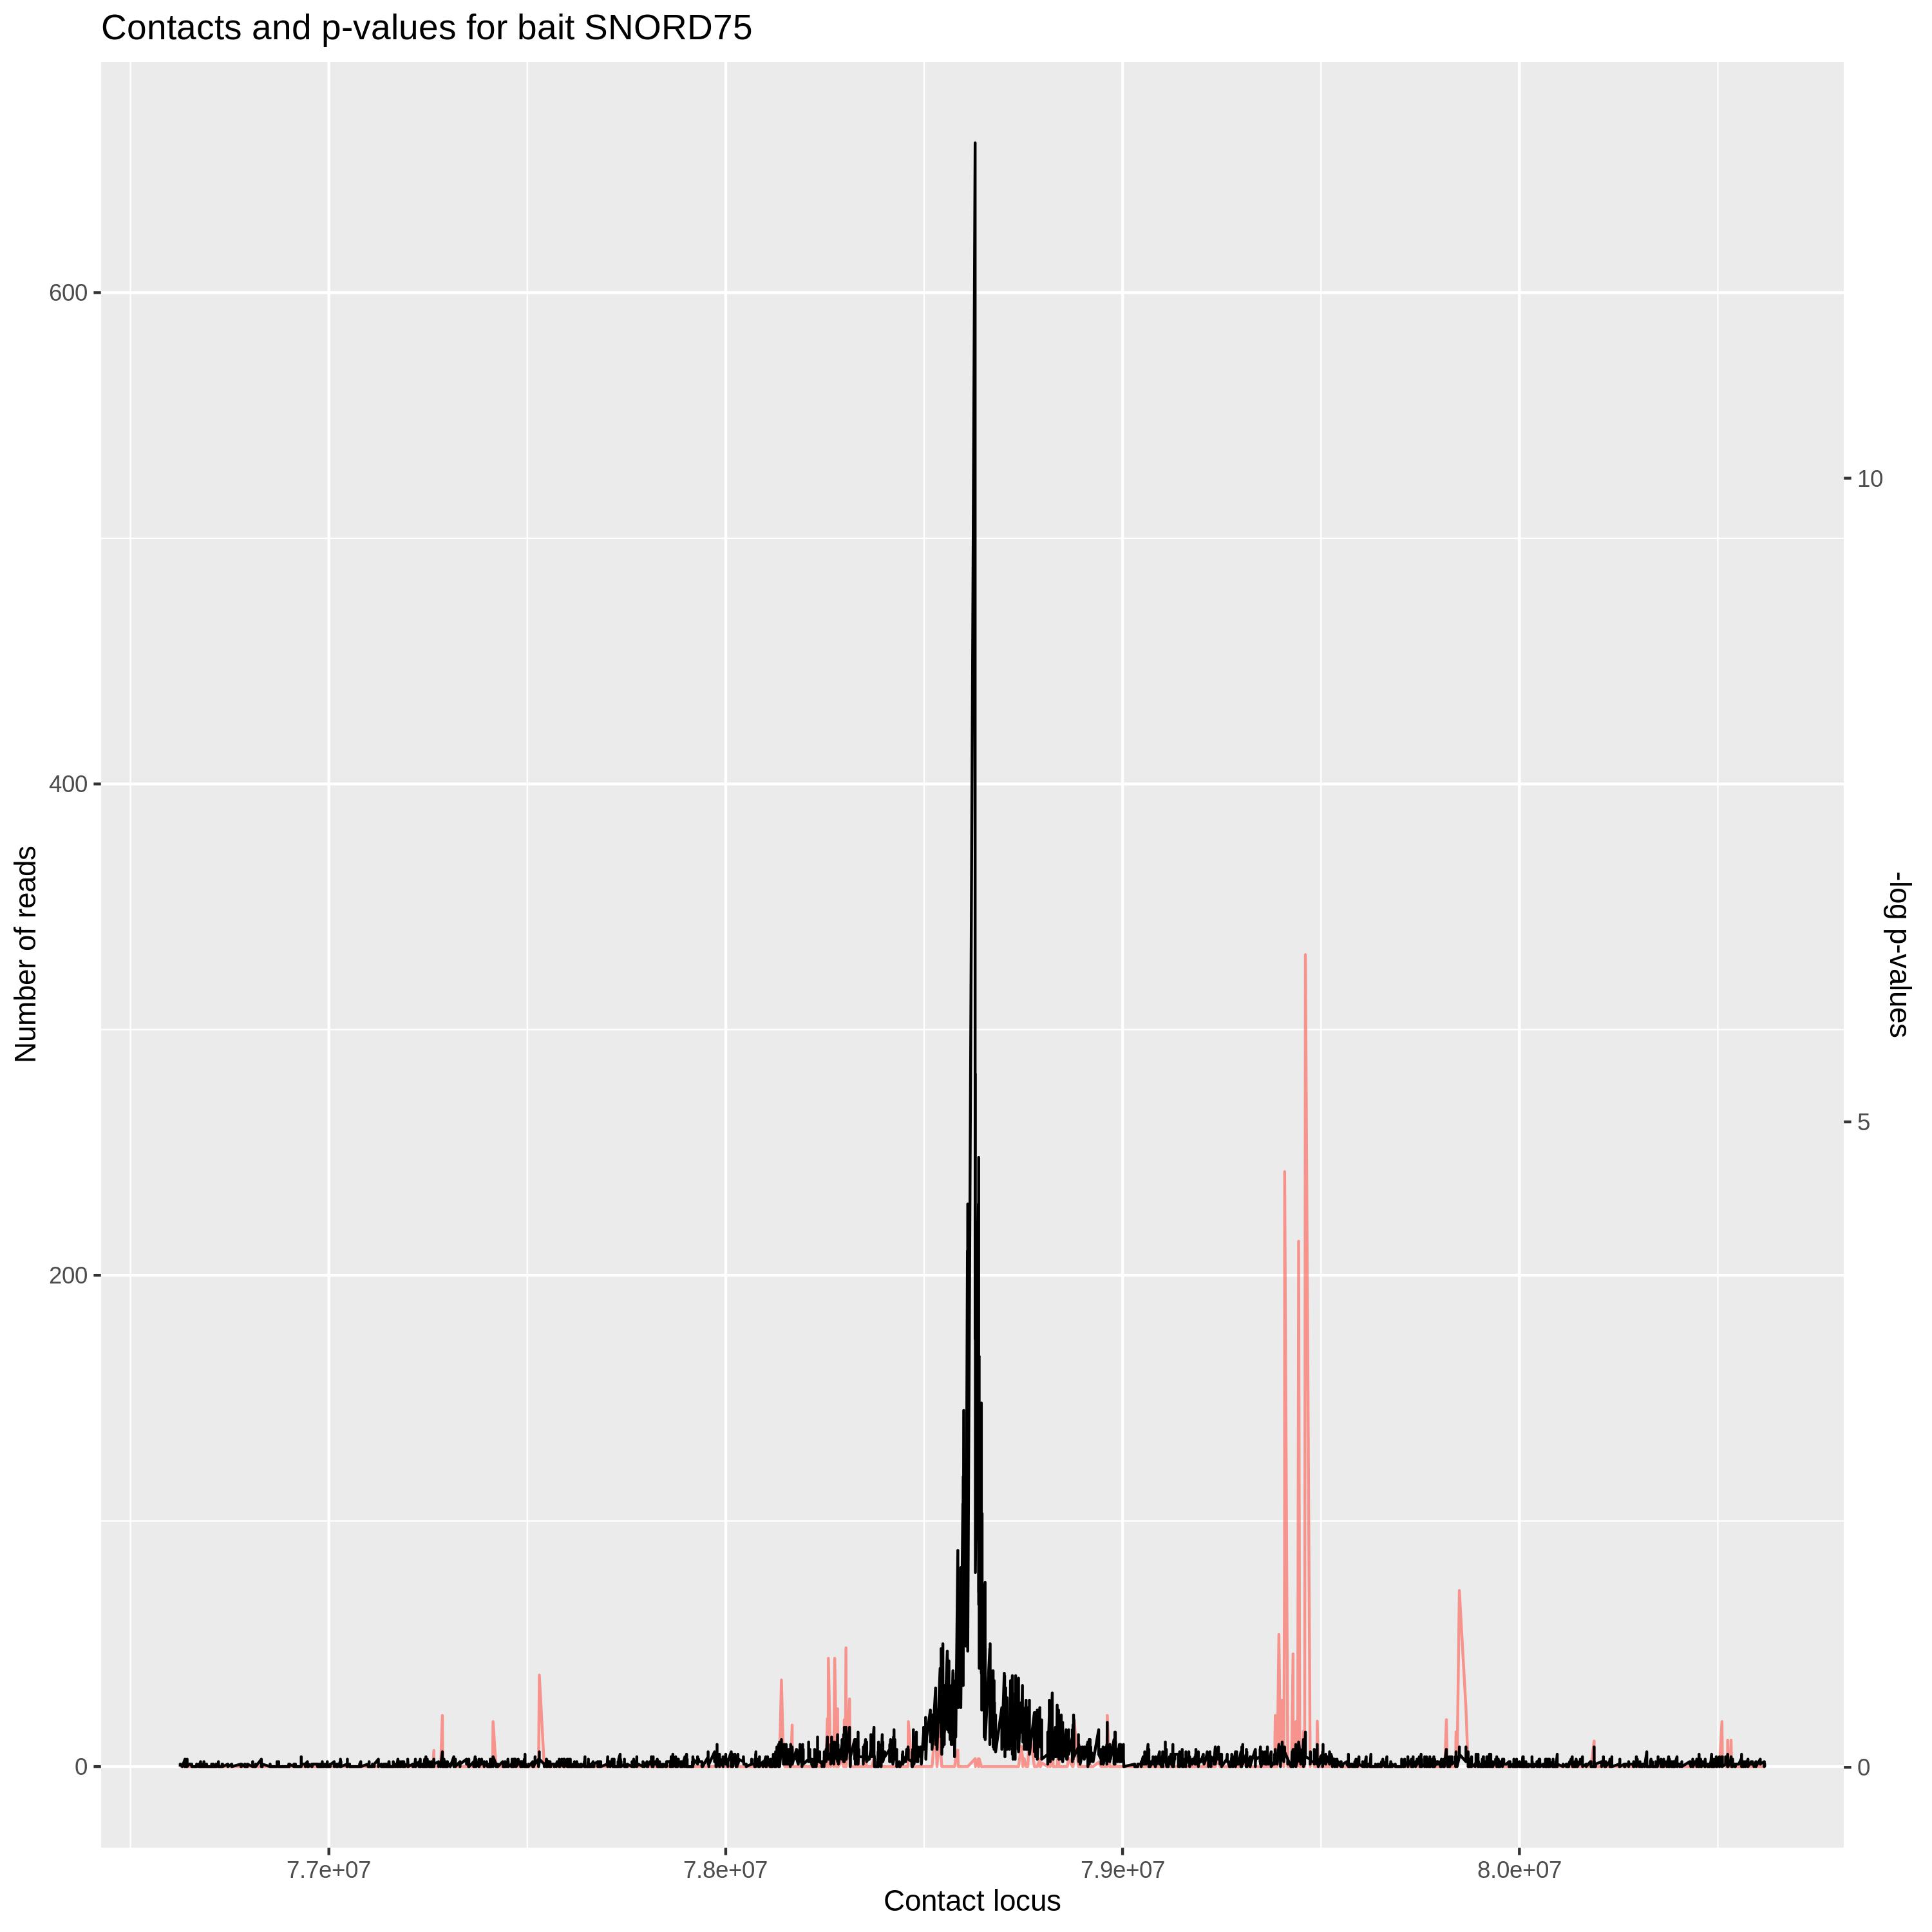 Contacts and p-values for bait SNORD75
600
400
200
0
Number of reads
10
5
0
-log p-values
7.7e+07
7.8e+07
7.9e+07
8.0e+07
Contact locus